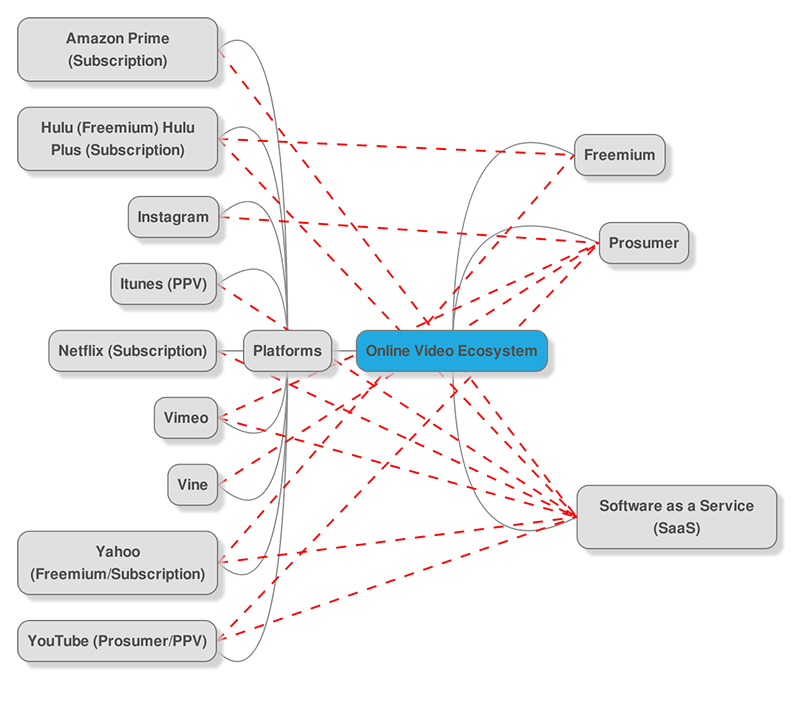 Amazon Prime
(Subscription)
Hulu (Freemium) Hulu
Plus (Subscription)
Instagram
Itunes (PPV)
Netflix (Subscription)
Vimeo
Vine
Yahoo
(Freemium/Subscription)
YouTube (Prosumer/PPV)
Platforms
Online Video Ecosystem
Freemium
Prosumer
Software as a Service
(SaaS)